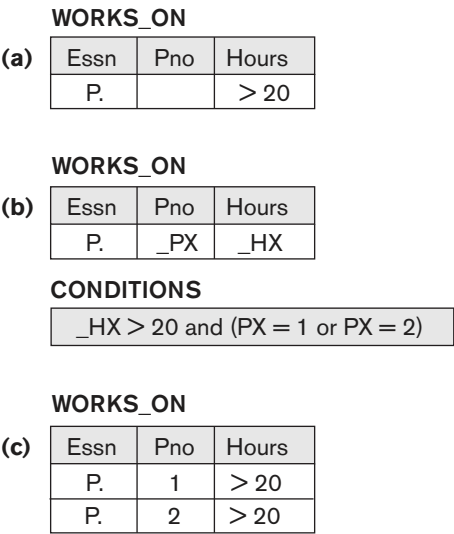 WORKS_ON
(a) Essn Pno Hours
P. > 20
WORKS_ON
(b) Essn Pno Hours
P. _PX _HX
CONDITIONS
_HX > 20 and (PX = 1 or PX = 2)
WORKS_ON
(c) Essn Pno Hours
P. 1 > 20
P. 2 > 20